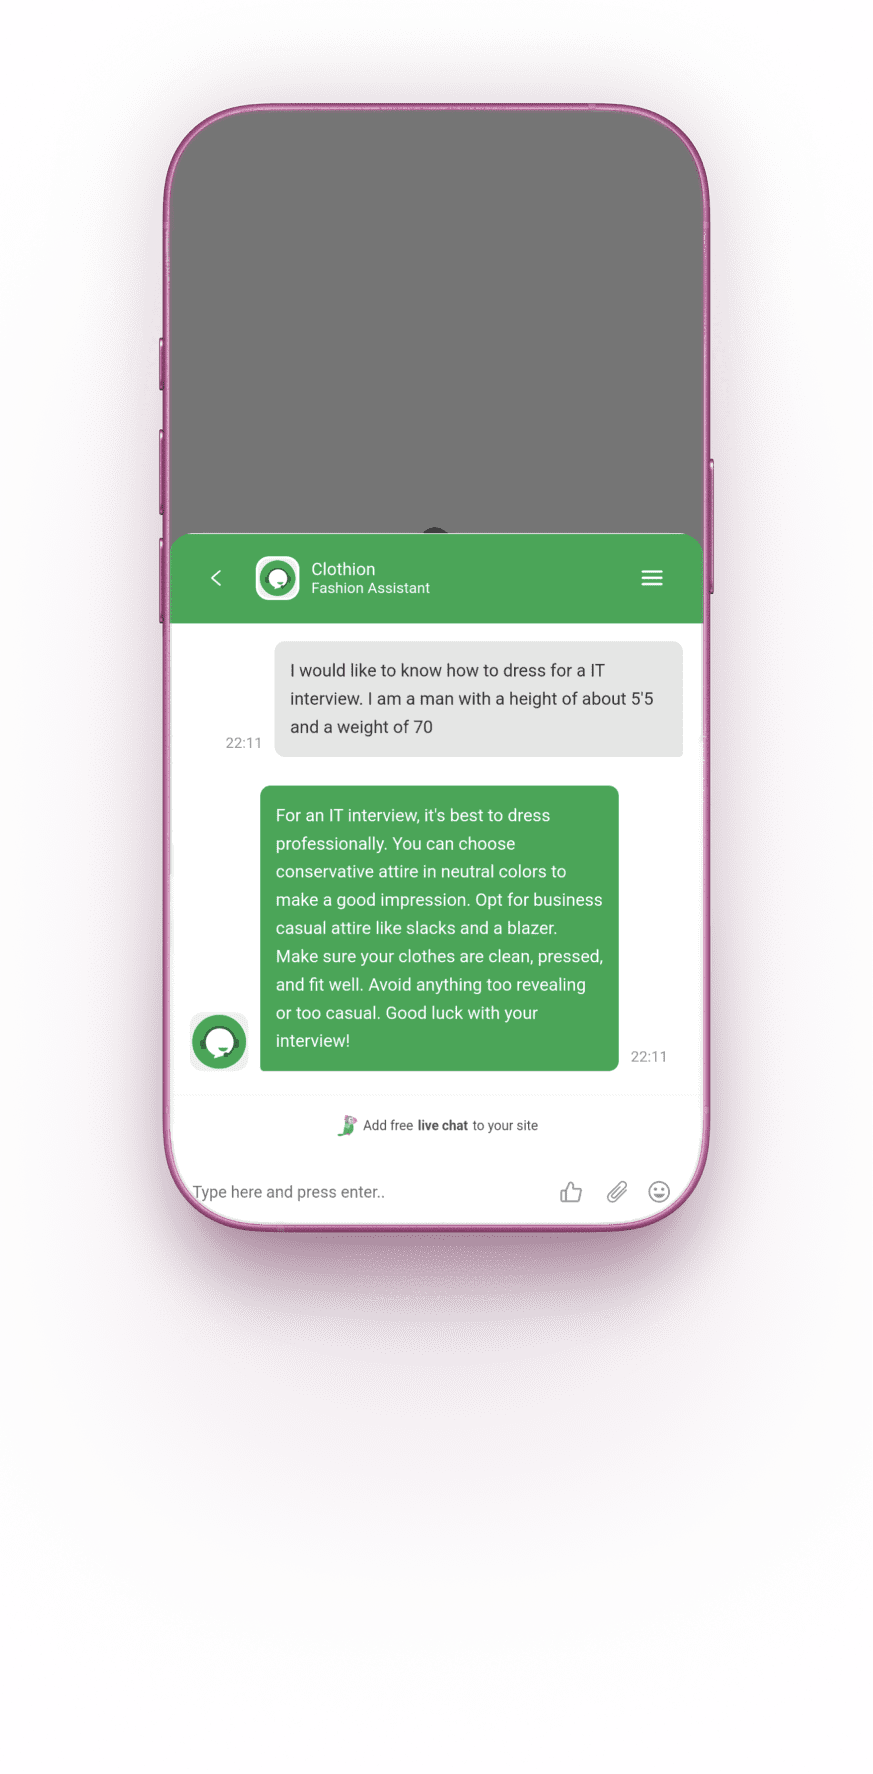 Clothion
Fashion Assistant
I would like to know how to dress for a IT
interview. I am a man with a height of about 5'5
and a weight of 70
22:11
For an IT interview, it's best to dress
professionally. You can choose
conservative attire in neutral colors to
make a good impression. Opt for business
casual attire like slacks and a blazer.
Make sure your clothes are clean, pressed,
and fit well. Avoid anything too revealing
or too casual. Good luck with your
interview!
22:11
Add free live chat to your site
Type here and press enter..